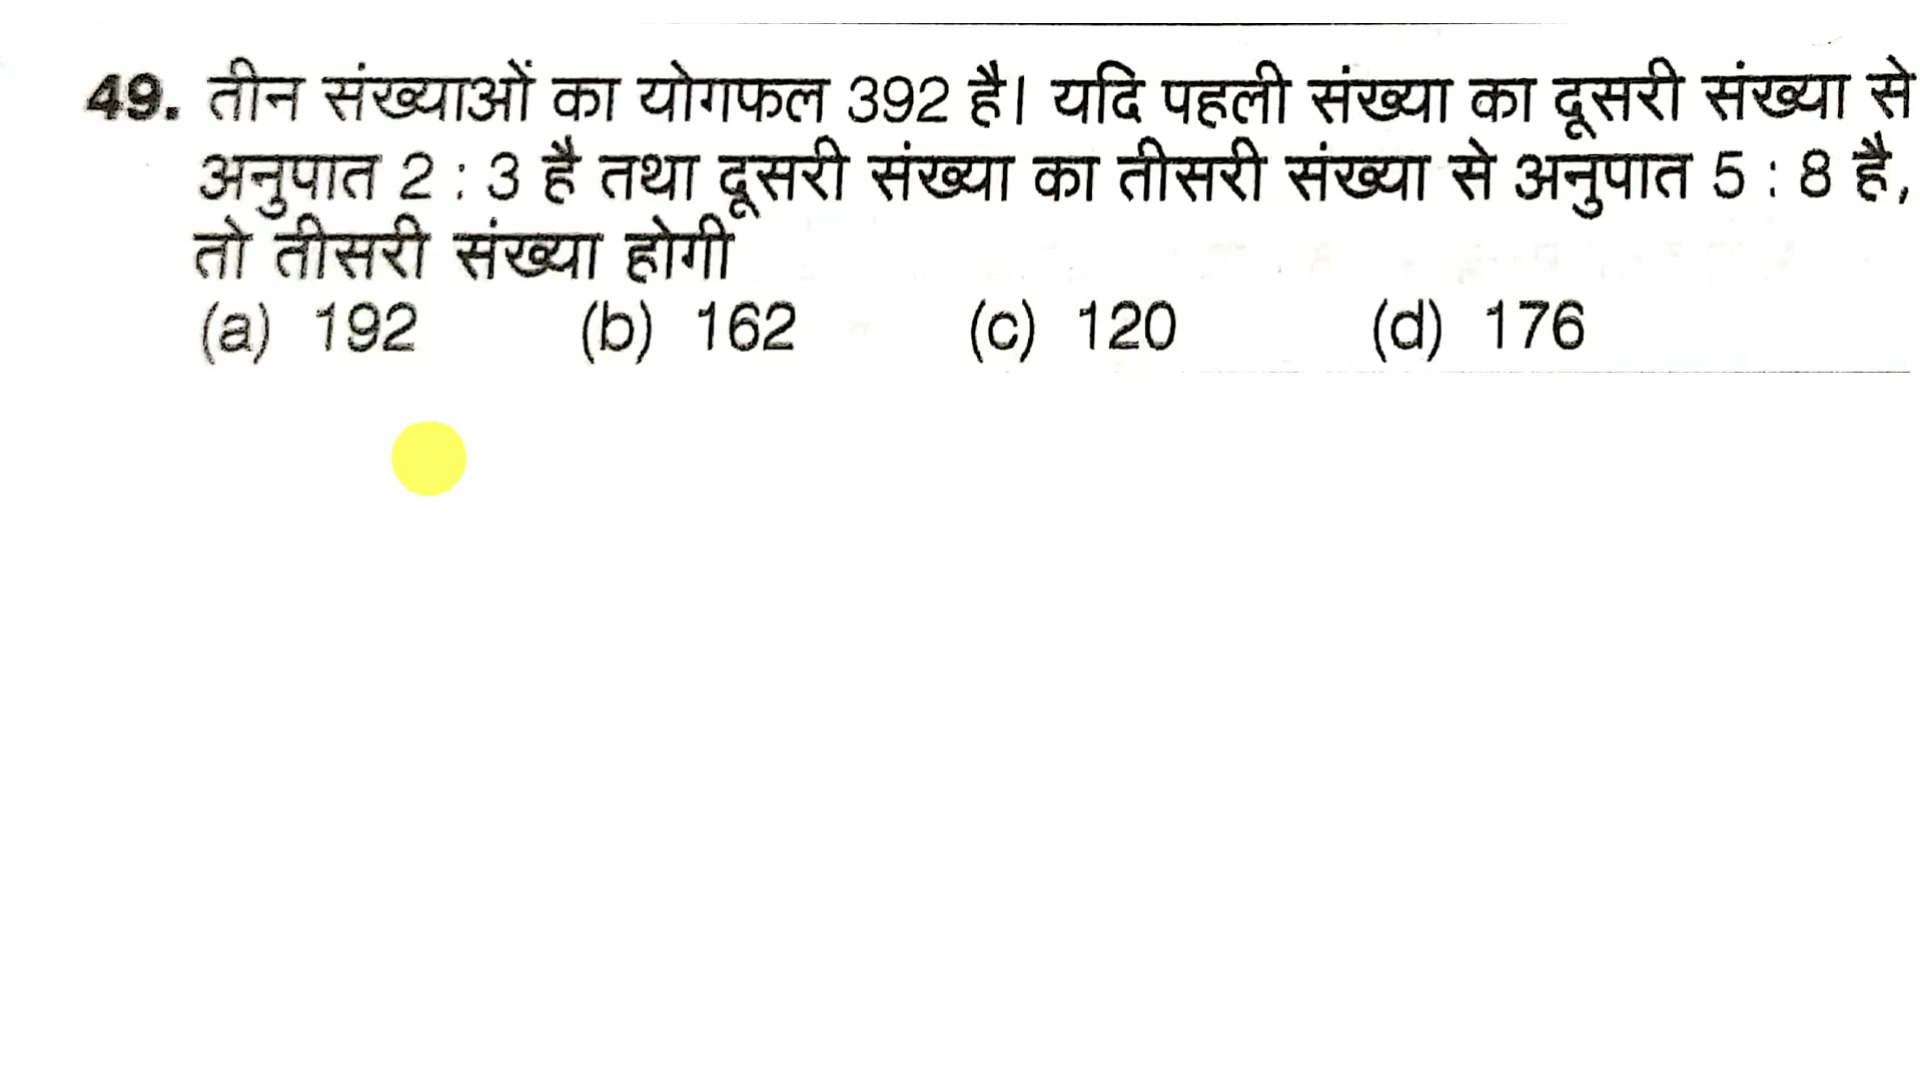 49. तीन संख्याओं का योगफल 392 है। यदि पहली संख्या का दूसरी संख्या से
अनुपात 2 : 3 है तथा दूसरी संख्या का तीसरी संख्या से अनुपात 5 : 8 है,
तो तीसरी संख्या होगी
(a) 192 (b) 162 (c) 120 (d) 176